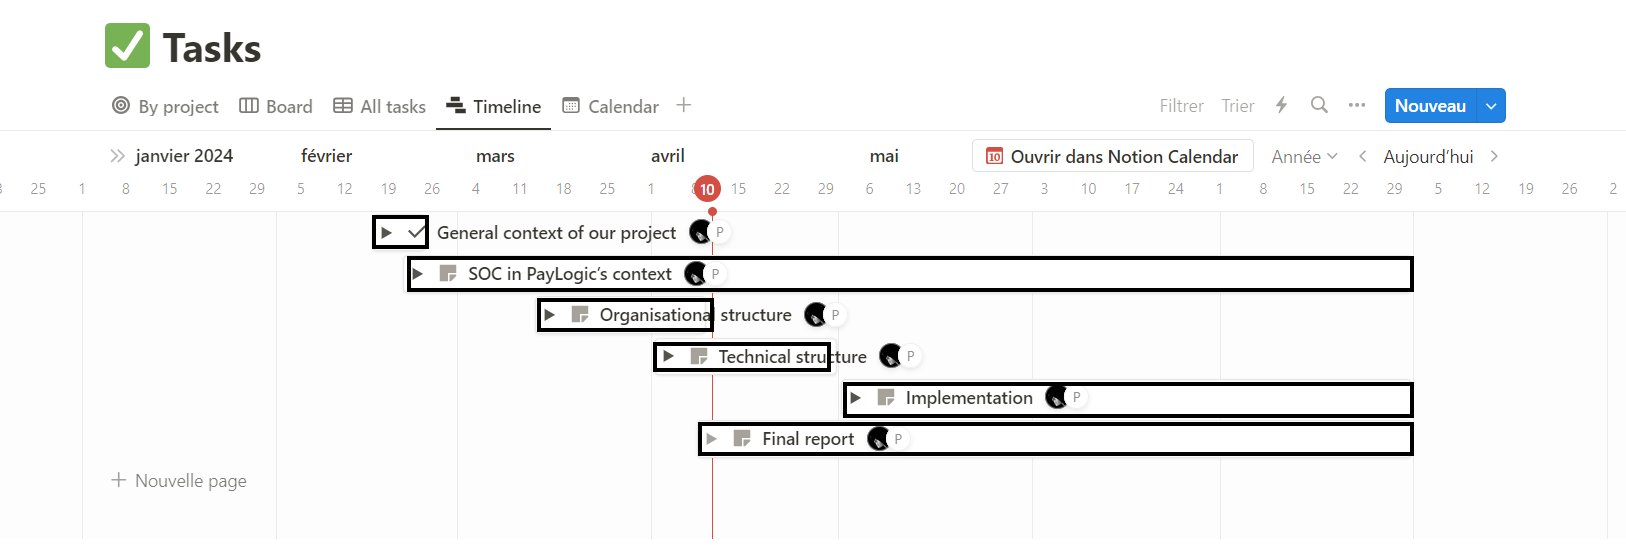 Tasks
By project Board All tasks Timeline Calendar
Filtrer Trier Nouveau
janvier 2024 février mars avril mai 10 Ouvrir dans Notion Calendar Année Aujourd'hui
25 1 8 15 22 29 5 12 19 26 4 11 18 25 1 10 15 22 29 6 13 20 27 3 10 17 24 1 8 15 22 29 5 12 19 26 2
General context of our project P
SOC in PayLogic's context P
Organisational structure P
Technical structure P
Implementation P
Final report P
Nouvelle page